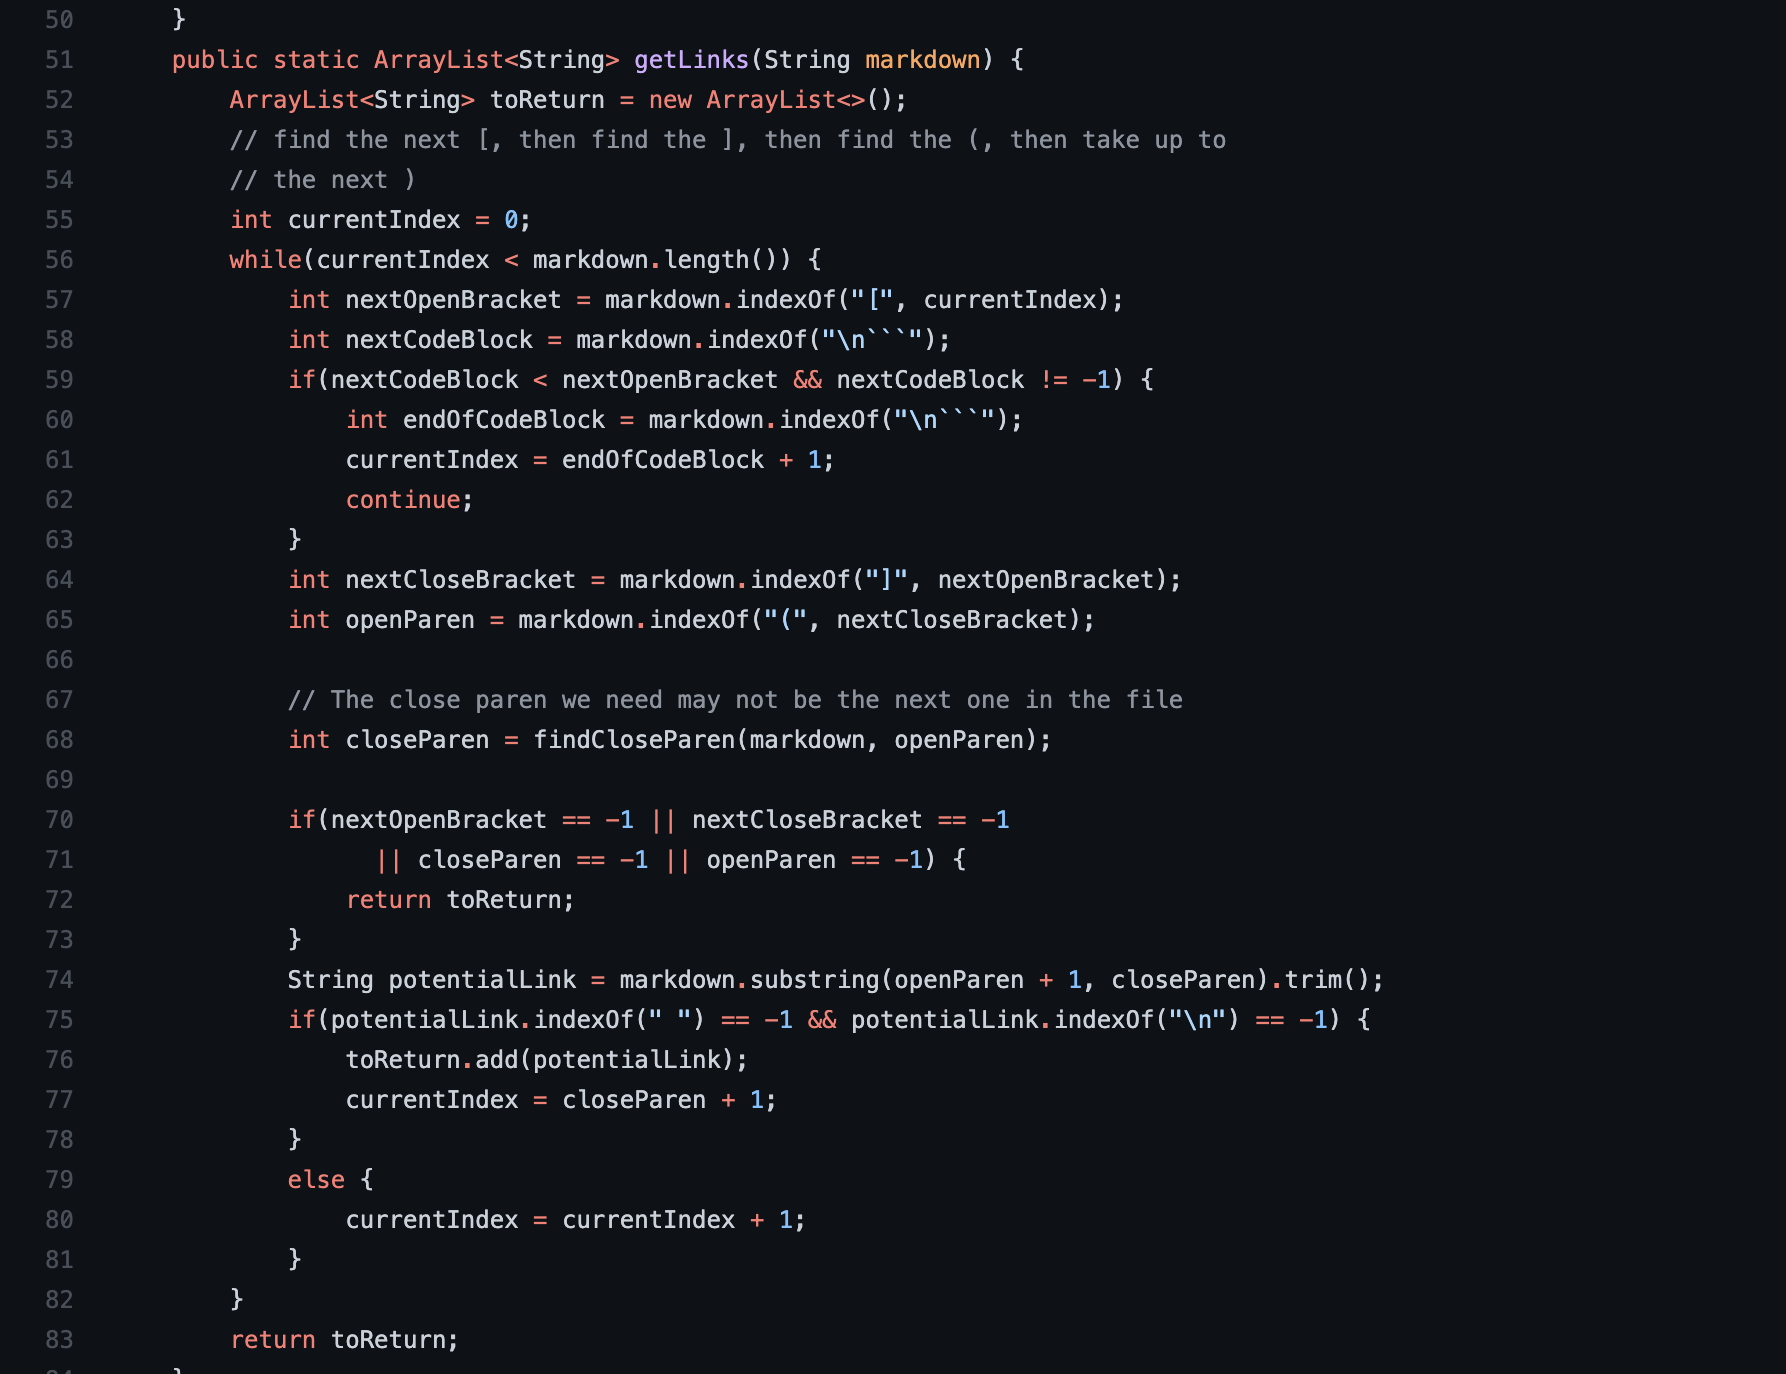 50 }
51 public static ArrayList<String> getLinks(String markdown) {
52 ArrayList<String> toReturn = new ArrayList<>();
53 // find the next [, then find the ], then find the (, then take up to
54 // the next )
55 int currentIndex = 0;
56 while(currentIndex < markdown.length()) {
57 int nextOpenBracket = markdown.indexOf("[", currentIndex);
58 int nextCodeBlock = markdown.indexOf("\n```");
59 if(nextCodeBlock < nextOpenBracket && nextCodeBlock != -1) {
60 int endOfCodeBlock = markdown.indexOf("\n```");
61 currentIndex = endOfCodeBlock + 1;
62 continue;
63 }
64 int nextCloseBracket = markdown.indexOf("]", nextOpenBracket);
65 int openParen = markdown.indexOf("(", nextCloseBracket);
66
67 // The close paren we need may not be the next one in the file
68 int closeParen = findCloseParen(markdown, openParen);
69
70 if(nextOpenBracket == -1 || nextCloseBracket == -1
71 || closeParen == -1 || openParen == -1) {
72 return toReturn;
73 }
74 String potentialLink = markdown.substring(openParen + 1, closeParen).trim();
75 if(potentialLink.indexOf(" ") == -1 && potentialLink.indexOf("\n") == -1) {
76 toReturn.add(potentialLink);
77 currentIndex = closeParen + 1;
78 }
79 else {
80 currentIndex = currentIndex + 1;
81 }
82 }
83 return toReturn;